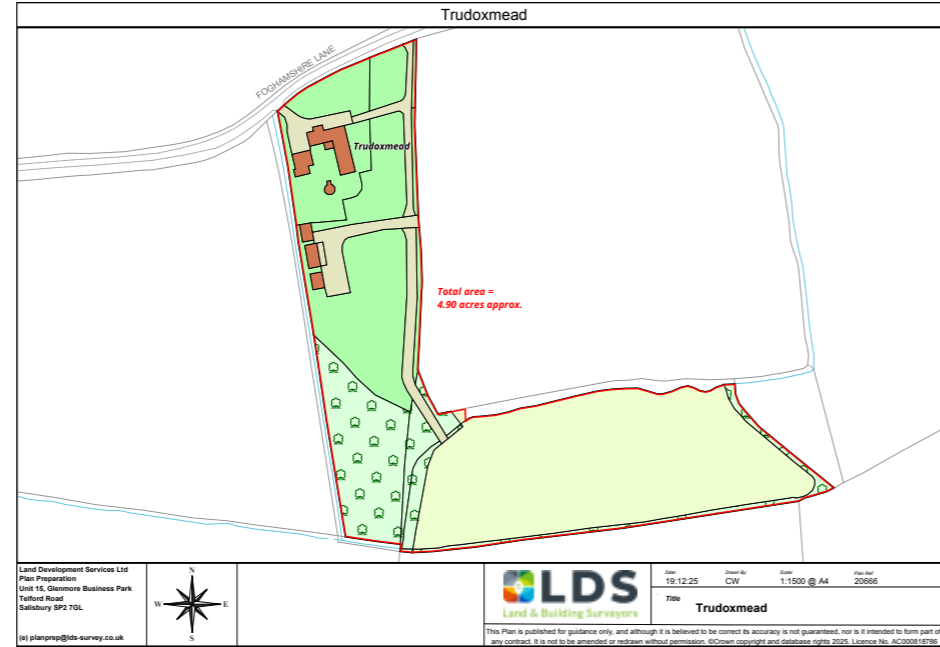 Trudoxmead
FOGHAMSHIRE LANE
Trudoxmead
Total area =
4.90 acres approx.
Land Development Services Ltd
Plan Preparation
Unit 15, Glenmore Business Park
Telford Road
Salisbury SP2 7GL
(e) planprep@lds-survey.co.uk
N
W E
S
LDS
Land & Building Surveyors
Date Drawn By Scale Plan Ref
19:12:25 CW 1:1500 @ A4 20666
Title
Trudoxmead
This Plan is published for guidance only, and although it is believed to be correct its accuracy is not guaranteed, nor is it intended to form part of
any contract. It is not to be amended or redrawn without permission. ©Crown copyright and database rights 2025. Licence No. AC000818786